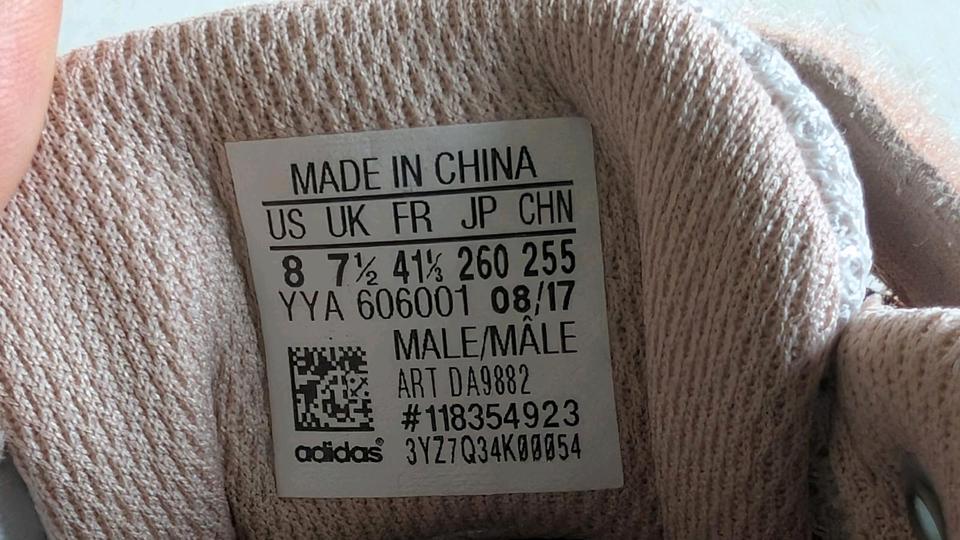 MADE IN CHINA
US UK FR JP CHN
8 7½ 41⅓ 260 255
YYA 606001 08/17
MALE/MÂLE
ART DA9882
#118354923
adidas® 3YZ7Q34K00054